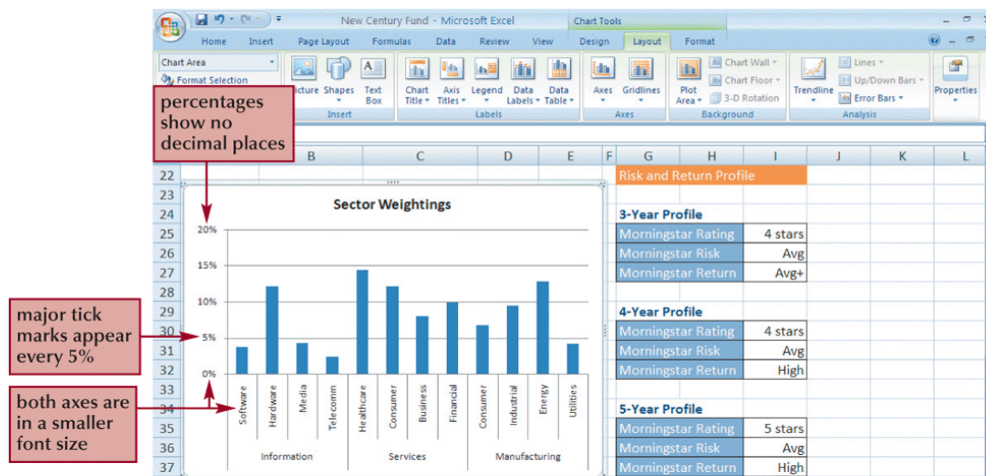 New Century Fund - Microsoft Excel
Chart Tools
Home Insert Page Layout Formulas Data Review View Design Layout Format
Chart Area
Format Selection
Picture Shapes Text Box
Chart Title Axis Titles Legend Data Labels Data Table
Axes Gridlines
Plot Area Chart Wall Chart Floor 3-D Rotation
Trendline Lines Up/Down Bars Error Bars
Properties
Insert Labels Axes Background Analysis
percentages
show no
decimal places
B C D E F G H I J K L
22 Risk and Return Profile
23
24 3-Year Profile
25 Morningstar Rating 4 stars
26 Morningstar Risk Avg
27 Morningstar Return Avg+
28
29 4-Year Profile
30 Morningstar Rating 4 stars
31 Morningstar Risk Avg
32 Morningstar Return High
33
34 5-Year Profile
35 Morningstar Rating 5 stars
36 Morningstar Risk Avg
37 Morningstar Return High
Sector Weightings
20%
15%
10%
5%
0%
Software Hardware Media Telecomm Healthcare Consumer Business Financial Consumer Industrial Energy Utilities
Information Services Manufacturing
major tick
marks appear
every 5%
both axes are
in a smaller
font size